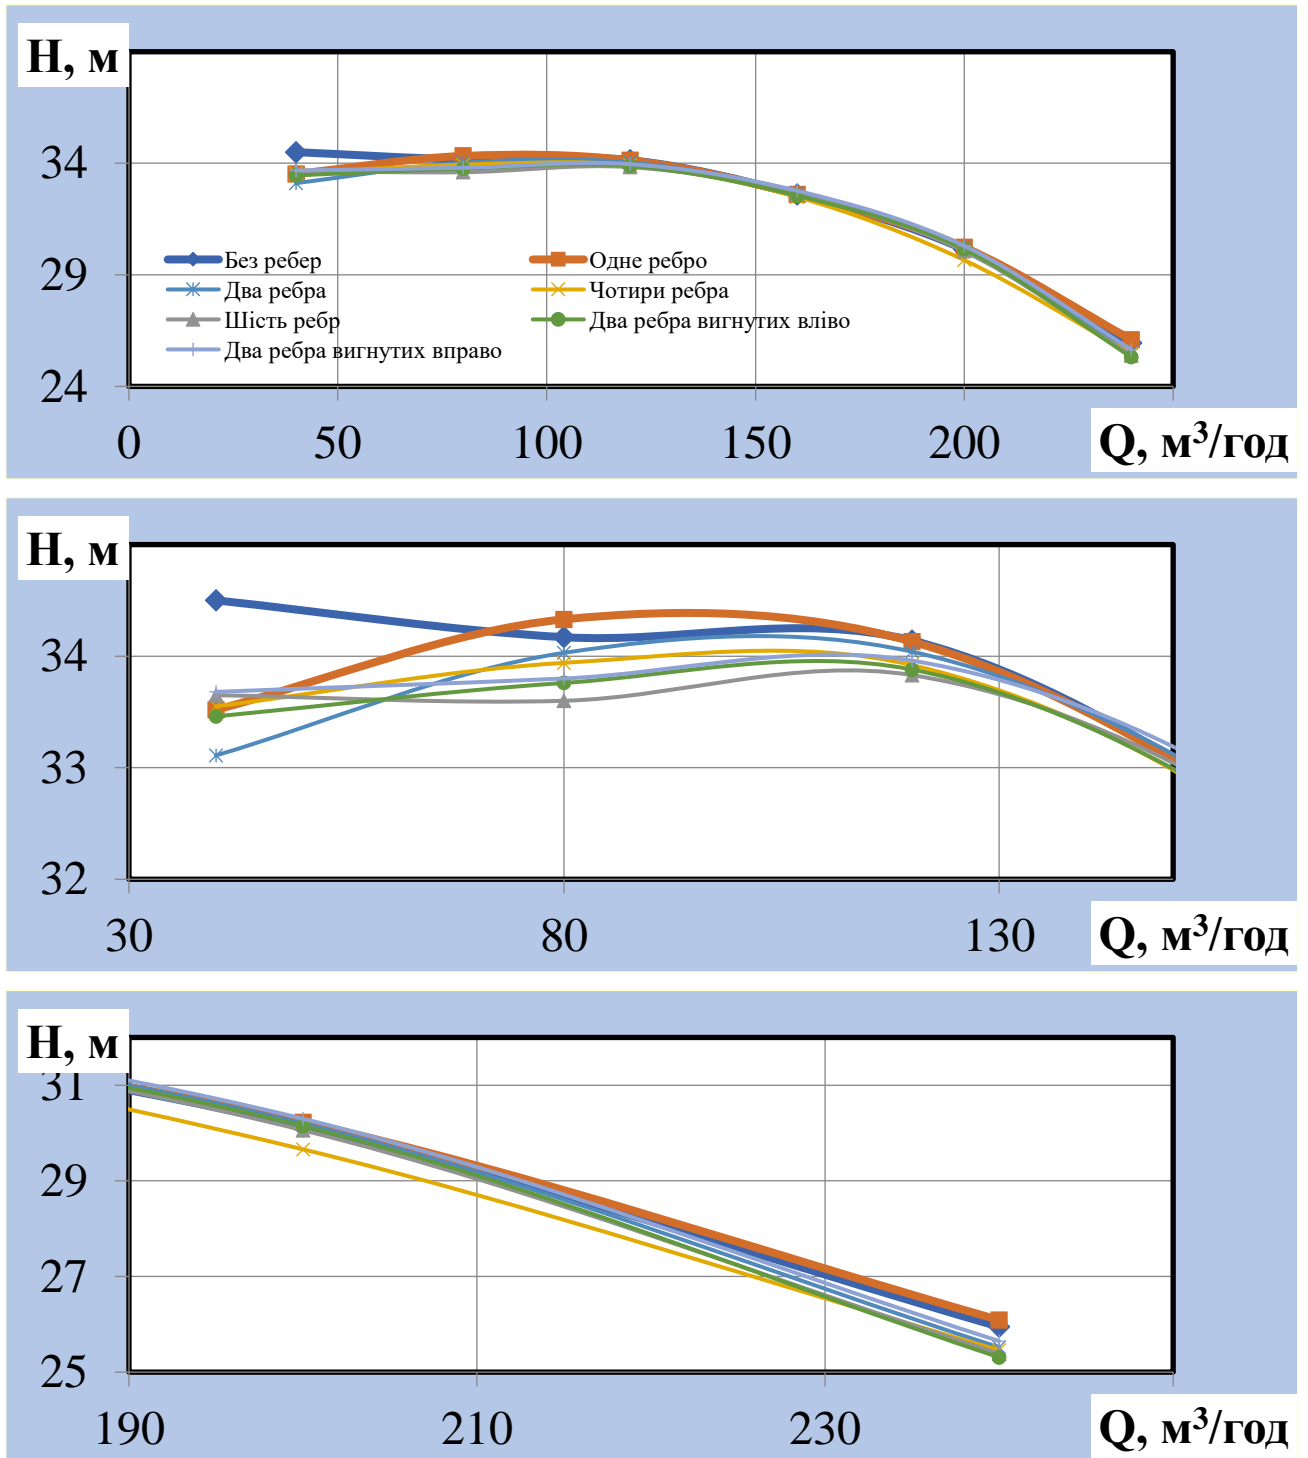 Н, м
34
29
24
Без ребер
Одне ребро
Два ребра
Чотири ребра
Шість ребр
Два ребра вигнутих вліво
Два ребра вигнутих вправо
0 50 100 150 200
Q, м³/год
Н, м
34
33
32
30 80 130
Q, м³/год
Н, м
31
29
27
25
190 210 230
Q, м³/год